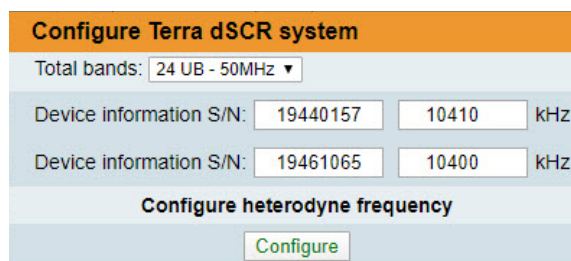 Configure Terra dSCR system
Total bands: 24 UB - 50MHz ▼
Device information S/N: 19440157 10410 kHz
Device information S/N: 19461065 10400 kHz
Configure heterodyne frequency
Configure